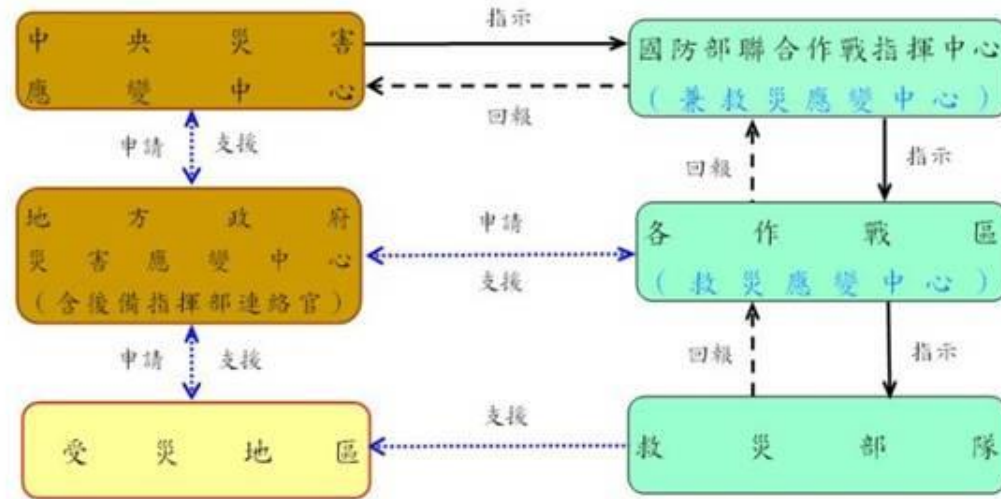 中央災害
應變中心
指示
回報
國防部聯合作戰指揮中心
(兼救災應變中心)
申請 支援
回報
指示
地方政府
災害應變中心
(含後備指揮部連絡官)
申請
支援
各作戰區
(救災應變中心)
申請 支援
回報
指示
受災地區
支援
救災部隊